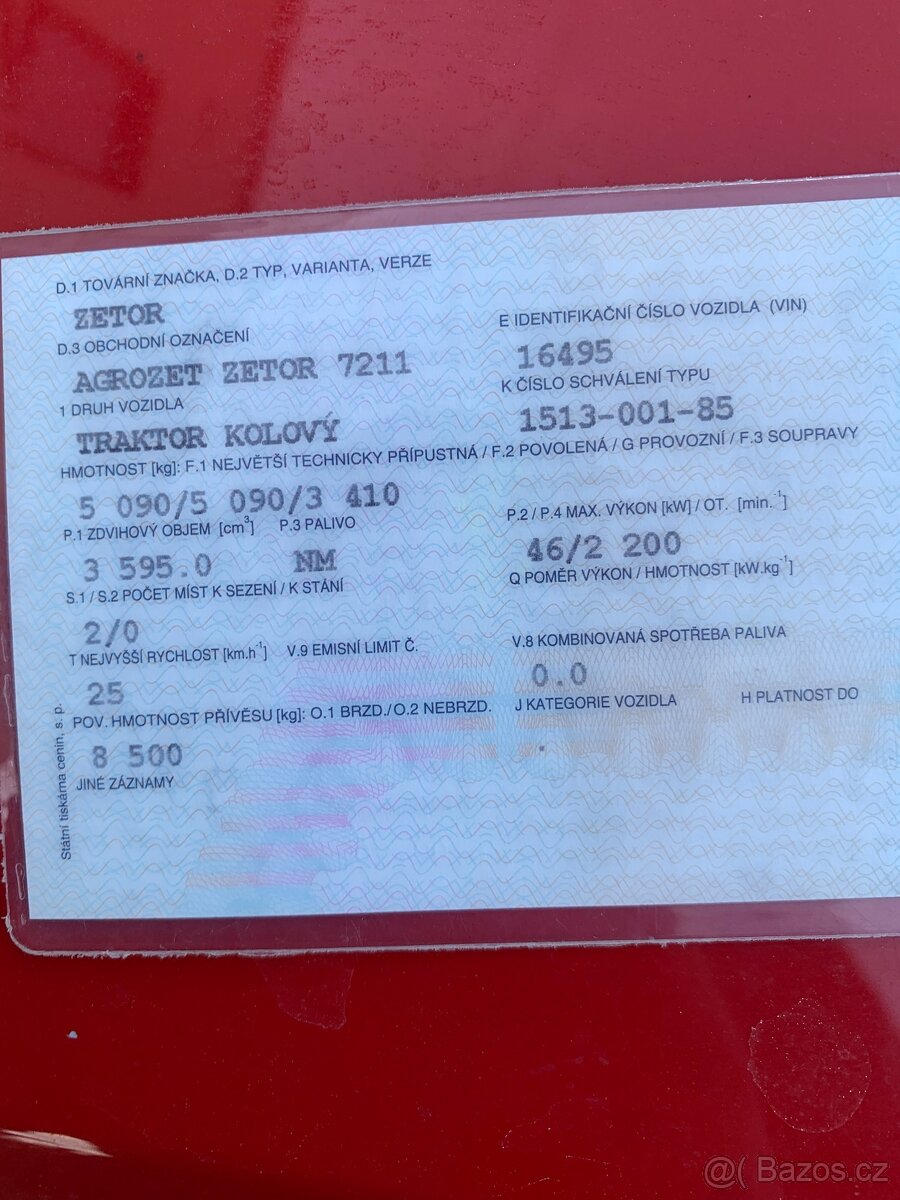 D.1 TOVÁRNÍ ZNAČKA, D.2 TYP, VARIANTA, VERZE
ZETOR
E IDENTIFIKAČNÍ ČÍSLO VOZIDLA (VIN)
D.3 OBCHODNÍ OZNAČENÍ
16495
AGROZET ZETOR 7211
K ČÍSLO SCHVÁLENÍ TYPU
1 DRUH VOZIDLA
1513-001-85
TRAKTOR KOLOVÝ
HMOTNOST [kg]: F.1 NEJVĚTŠÍ TECHNICKY PŘÍPUSTNÁ / F.2 POVOLENÁ / G PROVOZNÍ / F.3 SOUPRAVY
5 090/5 090/3 410
P.1 ZDVIHOVÝ OBJEM [cm³] P.3 PALIVO
P.2 / P.4 MAX. VÝKON [kW] / OT. [min.⁻¹]
3 595.0 NM
46/2 200
S.1 / S.2 POČET MÍST K SEZENÍ / K STÁNÍ
Q POMĚR VÝKON / HMOTNOST [kW.kg⁻¹]
2/0
T NEJVYŠŠÍ RYCHLOST [km.h⁻¹] V.9 EMISNÍ LIMIT Č.
V.8 KOMBINOVANÁ SPOTŘEBA PALIVA
25
0.0
POV. HMOTNOST PŘÍVĚSU [kg]: O.1 BRZD./O.2 NEBRZD.
J KATEGORIE VOZIDLA H PLATNOST DO
8 500
JINÉ ZÁZNAMY
Státní tiskárna cenin, s. p.
@( Bazos.cz